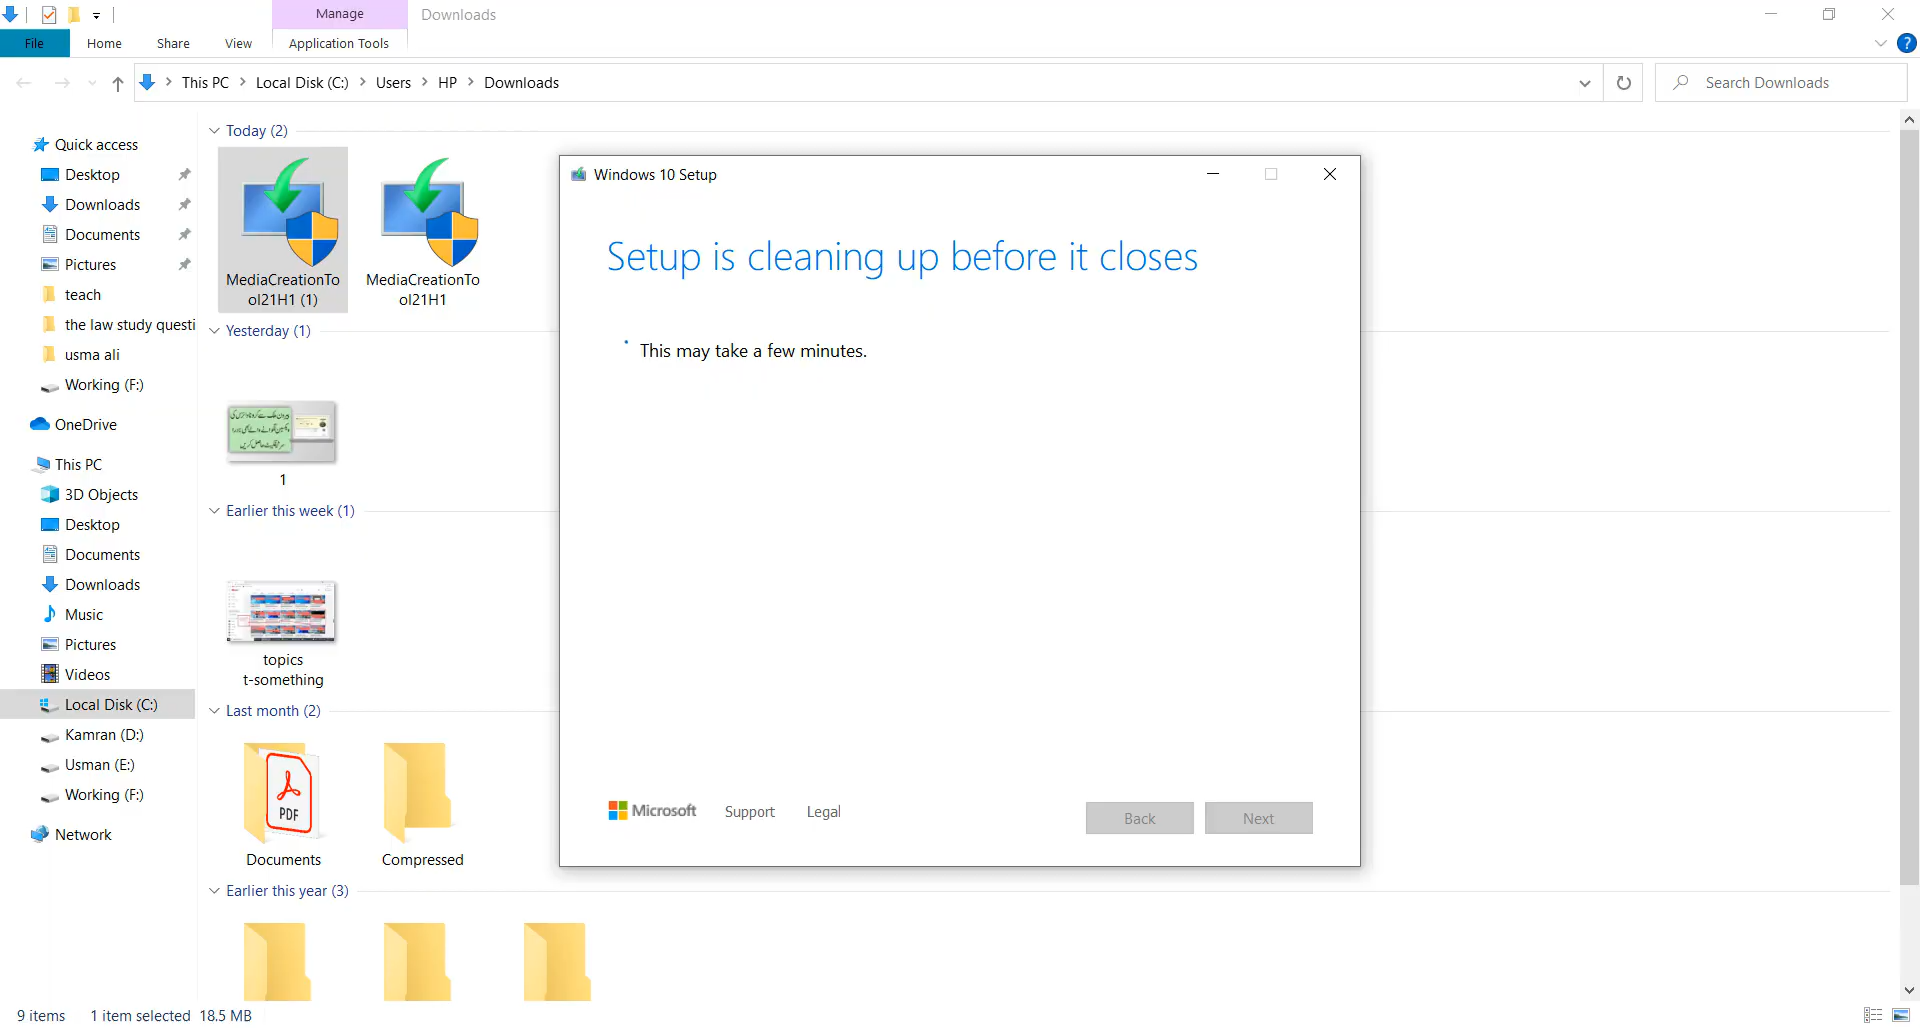 Manage
Downloads
File
Home
Share
View
Application Tools
?
This PC
Local Disk (C:)
Users
HP
Downloads
Search Downloads
Quick access
Desktop
Downloads
Documents
Pictures
teach
the law study questi
usma ali
Working (F:)
OneDrive
This PC
3D Objects
Desktop
Documents
Downloads
Music
Pictures
Videos
Local Disk (C:)
Kamran (D:)
Usman (E:)
Working (F:)
Network
Today (2)
MediaCreationTo
ol21H1 (1)
MediaCreationTo
ol21H1
Yesterday (1)
1
Earlier this week (1)
topics
t-something
Last month (2)
PDF
Documents
Compressed
Earlier this year (3)
Windows 10 Setup
Setup is cleaning up before it closes
This may take a few minutes.
Microsoft
Support
Legal
Back
Next
9 items
1 item selected
18.5 MB